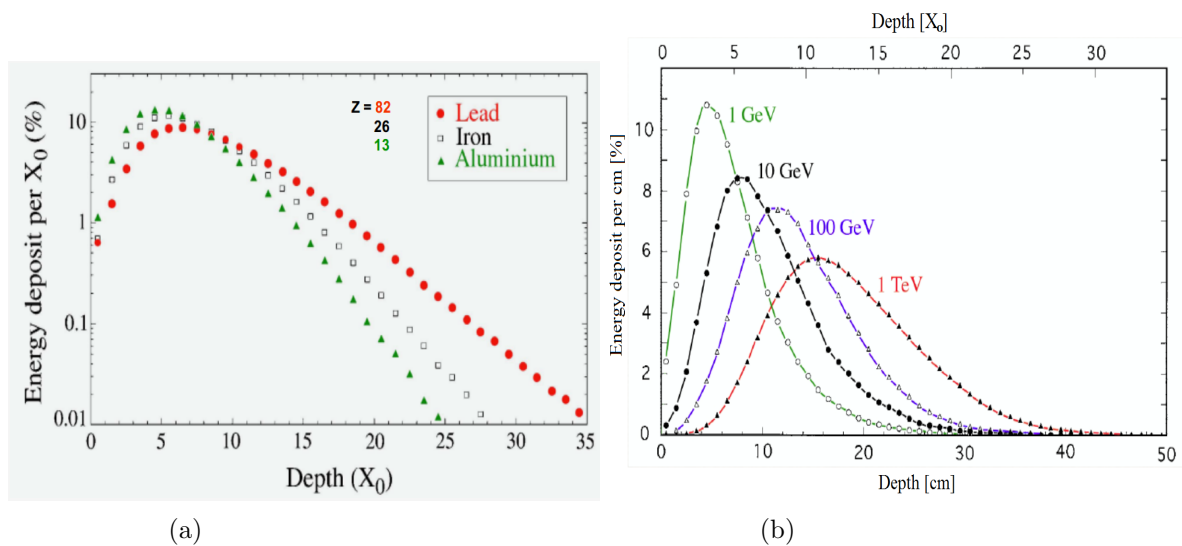 Energy deposit per X₀ (%)
10
1
0.1
0.01
Z = 82
26
13
Lead
Iron
Aluminium
0 5 10 15 20 25 30 35
Depth (X₀)
(a)
Depth [X₀]
0 5 10 15 20 25 30
Energy deposit per cm [%]
10
8
6
4
2
0
1 GeV
10 GeV
100 GeV
1 TeV
0 10 20 30 40 50
Depth [cm]
(b)